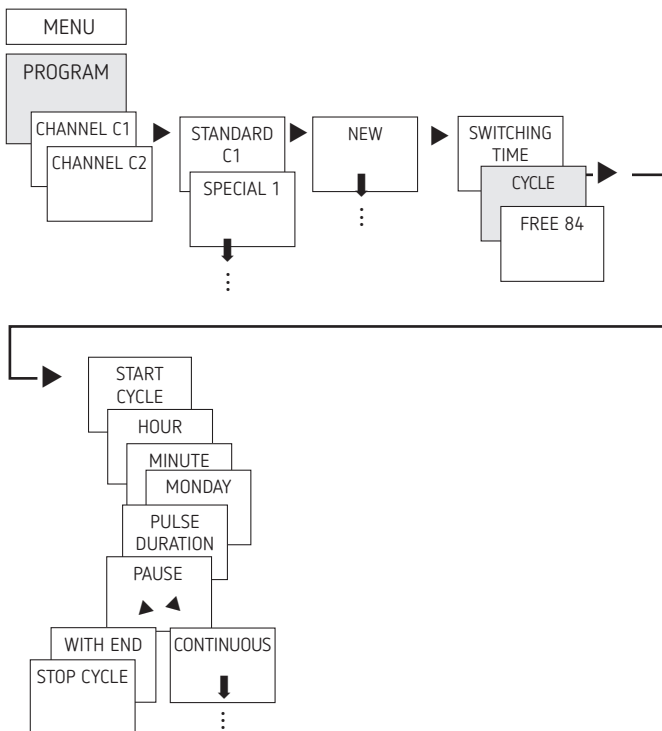 MENU
PROGRAM
CHANNEL C1
CHANNEL C2
STANDARD
C1
SPECIAL 1
NEW
SWITCHING
TIME
CYCLE
FREE 84
START
CYCLE
HOUR
MINUTE
MONDAY
PULSE
DURATION
PAUSE
WITH END
CONTINUOUS
STOP CYCLE